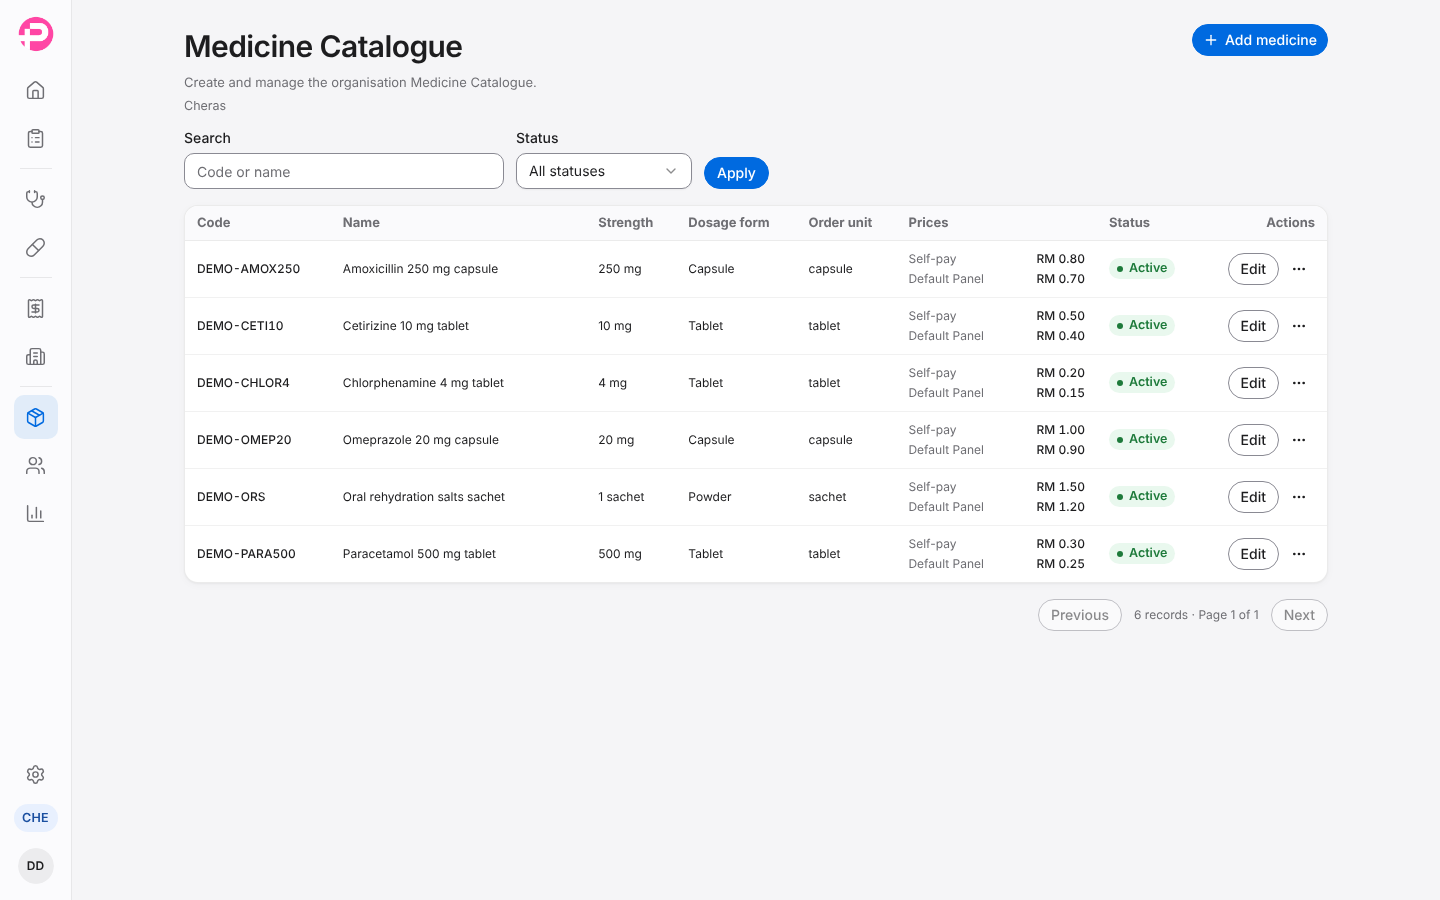 Medicine Catalogue
Add medicine
Create and manage the organisation Medicine Catalogue.
Cheras
Search
Status
Code or name
All statuses
Apply
Code Name Strength Dosage form Order unit Prices Status Actions
DEMO-AMOX250 Amoxicillin 250 mg capsule 250 mg Capsule capsule Self-pay RM 0.80 Active Edit
Default Panel RM 0.70
DEMO-CETI10 Cetirizine 10 mg tablet 10 mg Tablet tablet Self-pay RM 0.50 Active Edit
Default Panel RM 0.40
DEMO-CHLOR4 Chlorphenamine 4 mg tablet 4 mg Tablet tablet Self-pay RM 0.20 Active Edit
Default Panel RM 0.15
DEMO-OMEP20 Omeprazole 20 mg capsule 20 mg Capsule capsule Self-pay RM 1.00 Active Edit
Default Panel RM 0.90
DEMO-ORS Oral rehydration salts sachet 1 sachet Powder sachet Self-pay RM 1.50 Active Edit
Default Panel RM 1.20
DEMO-PARA500 Paracetamol 500 mg tablet 500 mg Tablet tablet Self-pay RM 0.30 Active Edit
Default Panel RM 0.25
Previous 6 records · Page 1 of 1 Next
CHE
DD